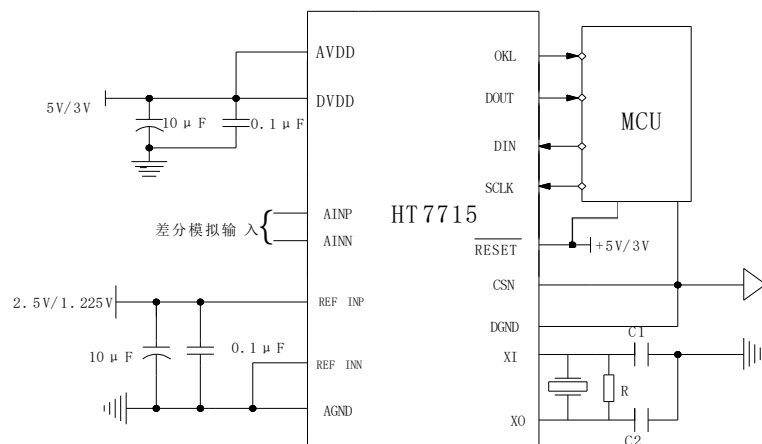 AVDD
OKL
5V/3V
DVDD
DOUT
10μF
0.1μF
MCU
DIN
SCLK
差分模拟输入
AINP
AINN
HT7715
RESET
+5V/3V
CSN
2.5V/1.225V
REF INP
DGND
C1
10μF
0.1μF
REF INN
XI
R
AGND
XO
C2